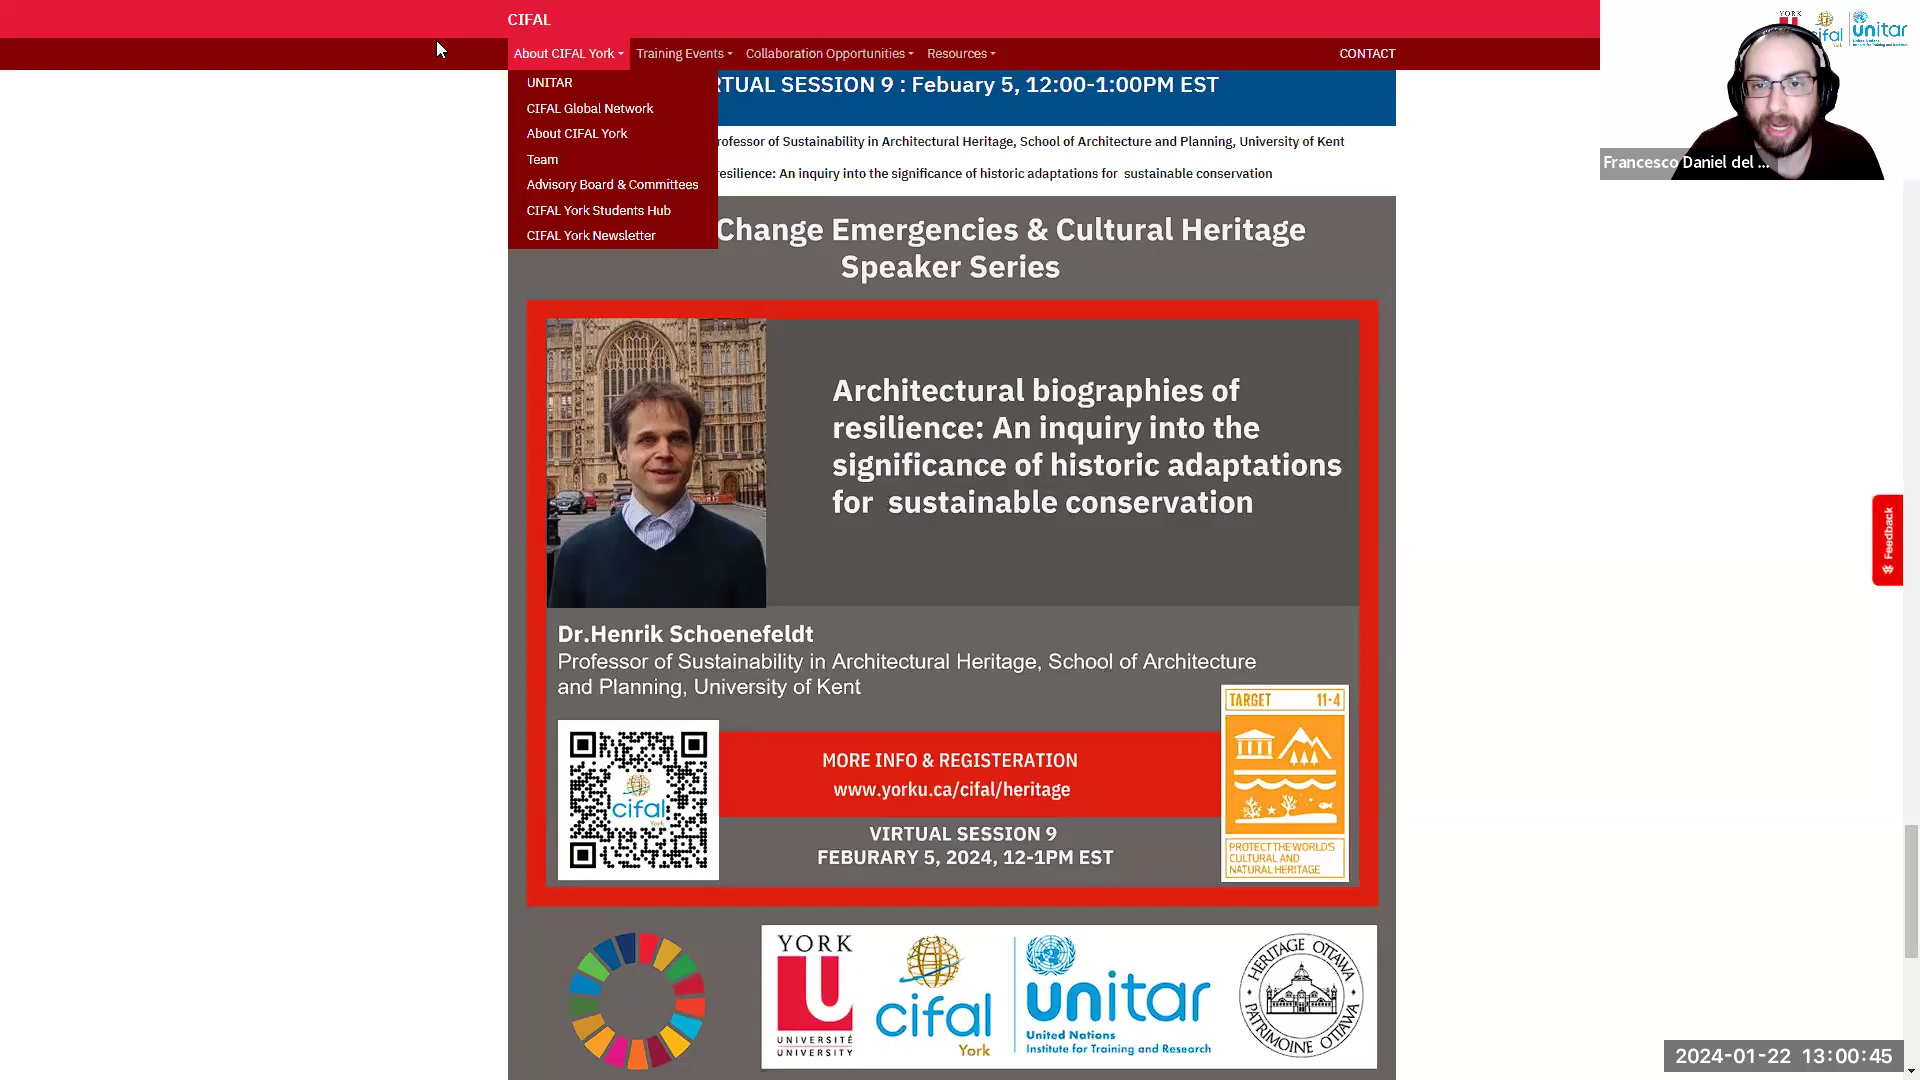 CIFAL
About CIFAL York
Training Events
Collaboration Opportunities
Resources
CONTACT
UNITAR
CIFAL Global Network
About CIFAL York
Team
Advisory Board & Committees
CIFAL York Students Hub
CIFAL York Newsletter
RTUAL SESSION 9 : Febuary 5, 12:00-1:00PM EST
rofessor of Sustainability in Architectural Heritage, School of Architecture and Planning, University of Kent
resilience: An inquiry into the significance of historic adaptations for sustainable conservation
Change Emergencies & Cultural Heritage
Speaker Series
Architectural biographies of
resilience: An inquiry into the
significance of historic adaptations
for sustainable conservation
Dr.Henrik Schoenefeldt
Professor of Sustainability in Architectural Heritage, School of Architecture
and Planning, University of Kent
cifal
York
MORE INFO & REGISTERATION
www.yorku.ca/cifal/heritage
VIRTUAL SESSION 9
FEBURARY 5, 2024, 12-1PM EST
TARGET 11·4
PROTECT THE WORLD'S
CULTURAL AND
NATURAL HERITAGE
YORK
U
UNIVERSITÉ
UNIVERSITY
cifal
York
unitar
United Nations
Institute for Training and Research
HERITAGE OTTAWA
PATRIMOINE OTTAWA
YORK
cifal
unitar
Francesco Daniel del ...
Feedback
2024-01-22 13:00:45